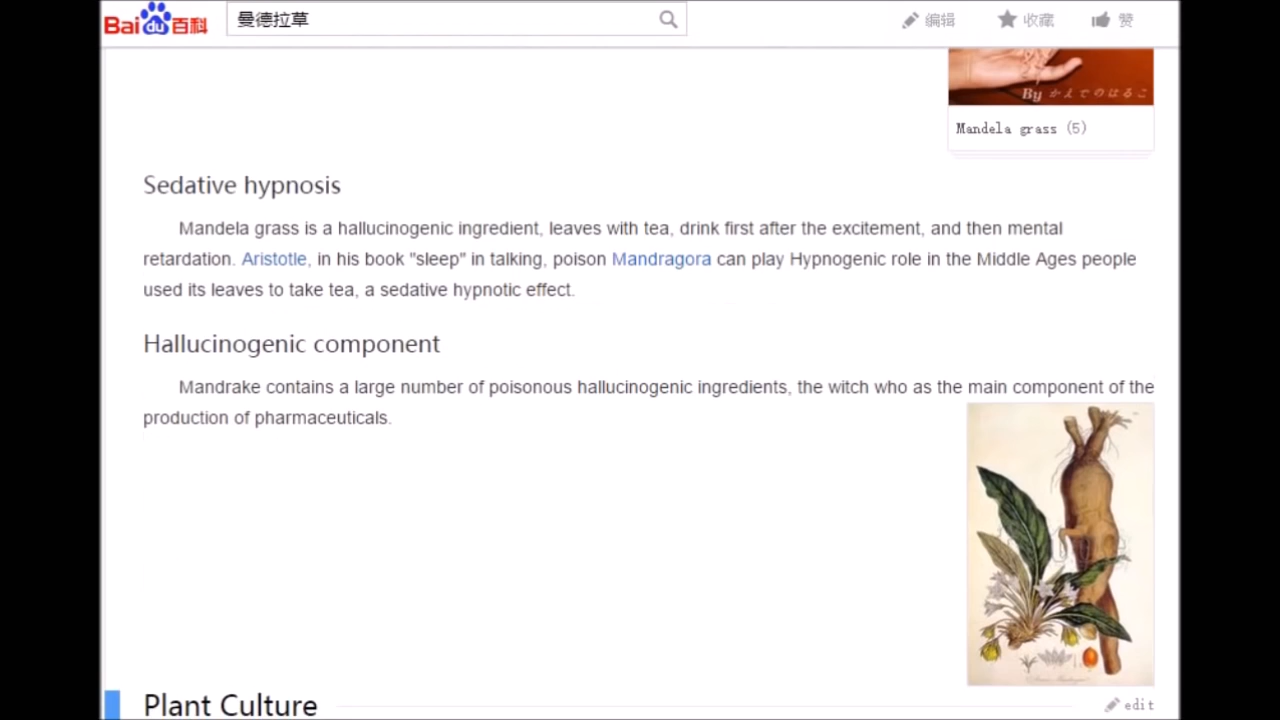 Bai du 百科
曼德拉草
编辑 收藏 赞
By かえでのはるこ
Mandela grass (5)
Sedative hypnosis
Mandela grass is a hallucinogenic ingredient, leaves with tea, drink first after the excitement, and then mental
retardation. Aristotle, in his book "sleep" in talking, poison Mandragora can play Hypnogenic role in the Middle Ages people
used its leaves to take tea, a sedative hypnotic effect.
Hallucinogenic component
Mandrake contains a large number of poisonous hallucinogenic ingredients, the witch who as the main component of the
production of pharmaceuticals.
Plant Culture
edit